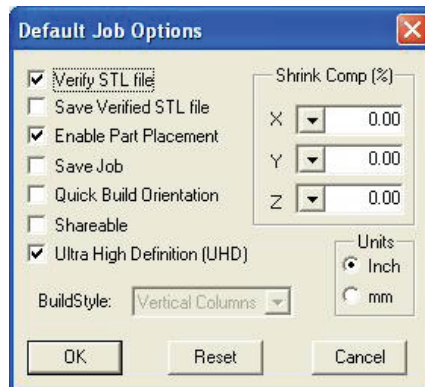 Default Job Options
Verify STL file
Save Verified STL file
Enable Part Placement
Save Job
Quick Build Orientation
Shareable
Ultra High Definition (UHD)
Shrink Comp (%)
X 0.00
Y 0.00
Z 0.00
Units
Inch
mm
BuildStyle: Vertical Columns
OK Reset Cancel